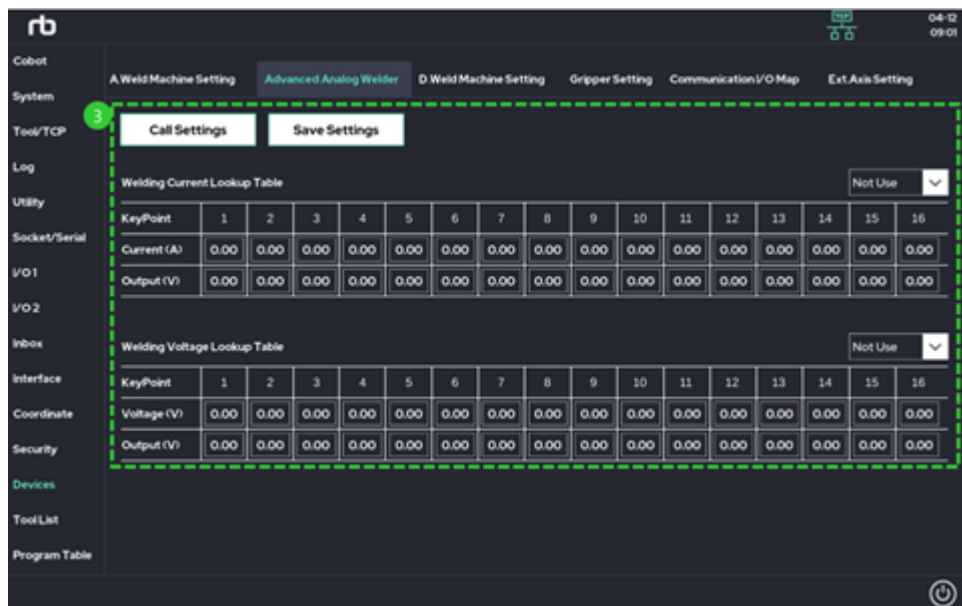 rb
TCP
04-12
09:01
Cobot
System
Tool/TCP
Log
Utility
Socket/Serial
I/O 1
I/O 2
Inbox
Interface
Coordinate
Security
Devices
Tool List
Program Table
A.Weld Machine Setting Advanced Analog Welder D.Weld Machine Setting Gripper Setting Communication I/O Map Ext.Axis Setting
3
Call Settings Save Settings
Welding Current Lookup Table Not Use
KeyPoint 1 2 3 4 5 6 7 8 9 10 11 12 13 14 15 16
Current (A) 0.00 0.00 0.00 0.00 0.00 0.00 0.00 0.00 0.00 0.00 0.00 0.00 0.00 0.00 0.00 0.00
Output (V) 0.00 0.00 0.00 0.00 0.00 0.00 0.00 0.00 0.00 0.00 0.00 0.00 0.00 0.00 0.00 0.00
Welding Voltage Lookup Table Not Use
KeyPoint 1 2 3 4 5 6 7 8 9 10 11 12 13 14 15 16
Voltage (V) 0.00 0.00 0.00 0.00 0.00 0.00 0.00 0.00 0.00 0.00 0.00 0.00 0.00 0.00 0.00 0.00
Output (V) 0.00 0.00 0.00 0.00 0.00 0.00 0.00 0.00 0.00 0.00 0.00 0.00 0.00 0.00 0.00 0.00